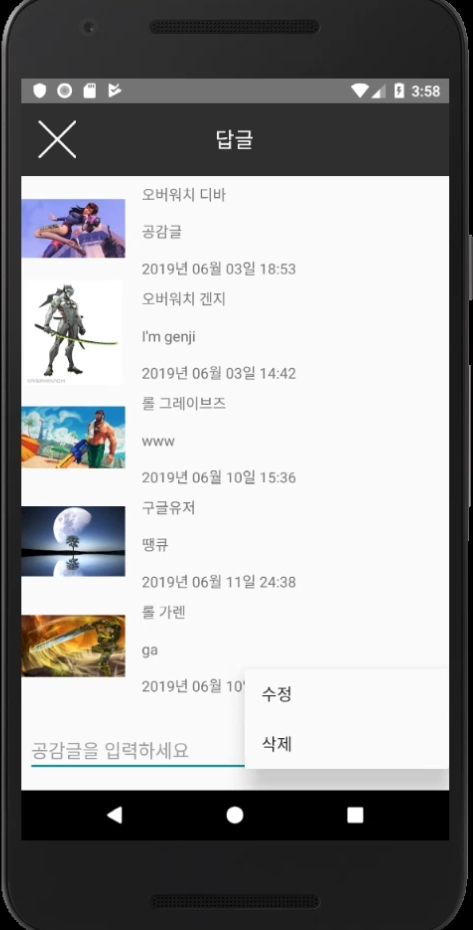 3:58
답글
오버워치 디바
공감글
2019년 06월 03일 18:53
오버워치 겐지
I'm genji
2019년 06월 03일 14:42
롤 그레이브즈
www
2019년 06월 10일 15:36
구글유저
땡큐
2019년 06월 11일 24:38
롤 가렌
ga
2019년 06월 10
수정
삭제
공감글을 입력하세요